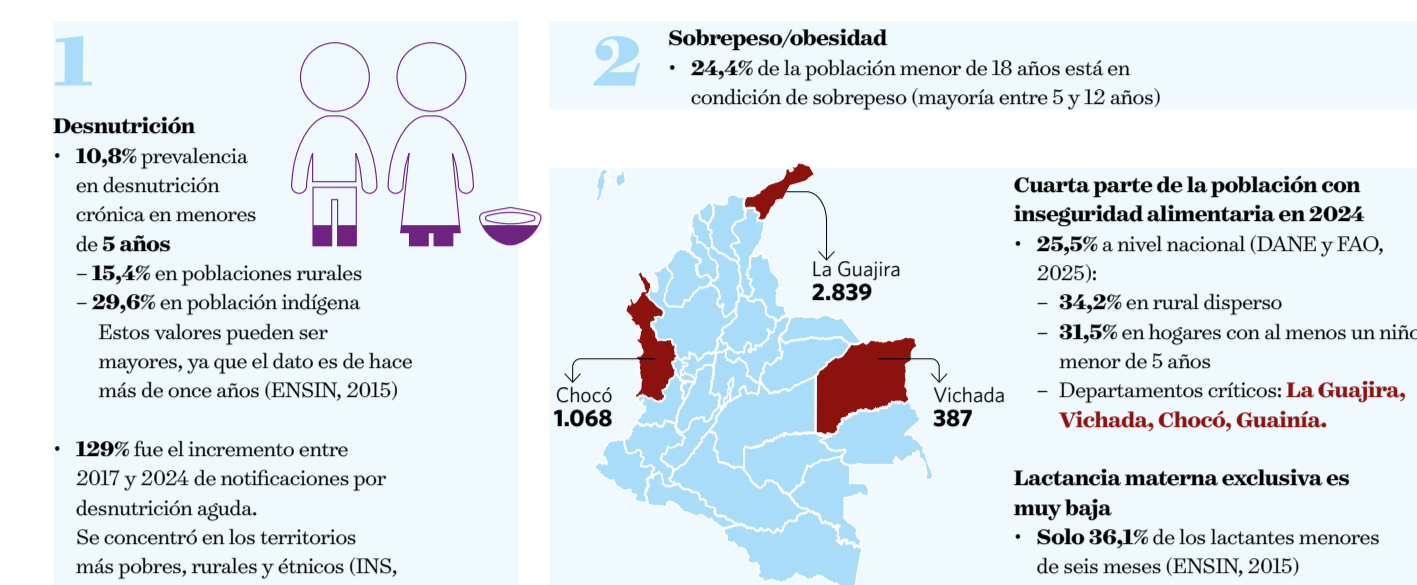 1
Desnutrición
• 10,8% prevalencia
en desnutrición
crónica en menores
de 5 años
– 15,4% en poblaciones rurales
– 29,6% en población indígena
Estos valores pueden ser
mayores, ya que el dato es de hace
más de once años (ENSIN, 2015)
• 129% fue el incremento entre
2017 y 2024 de notificaciones por
desnutrición aguda.
Se concentró en los territorios
más pobres, rurales y étnicos (INS,
2
Sobrepeso/obesidad
• 24,4% de la población menor de 18 años está en
condición de sobrepeso (mayoría entre 5 y 12 años)
La Guajira
2.839
Chocó
1.068
Vichada
387
Cuarta parte de la población con
inseguridad alimentaria en 2024
• 25,5% a nivel nacional (DANE y FAO,
2025):
– 34,2% en rural disperso
– 31,5% en hogares con al menos un niño
menor de 5 años
– Departamentos críticos: La Guajira,
Vichada, Chocó, Guainía.
Lactancia materna exclusiva es
muy baja
• Solo 36,1% de los lactantes menores
de seis meses (ENSIN, 2015)